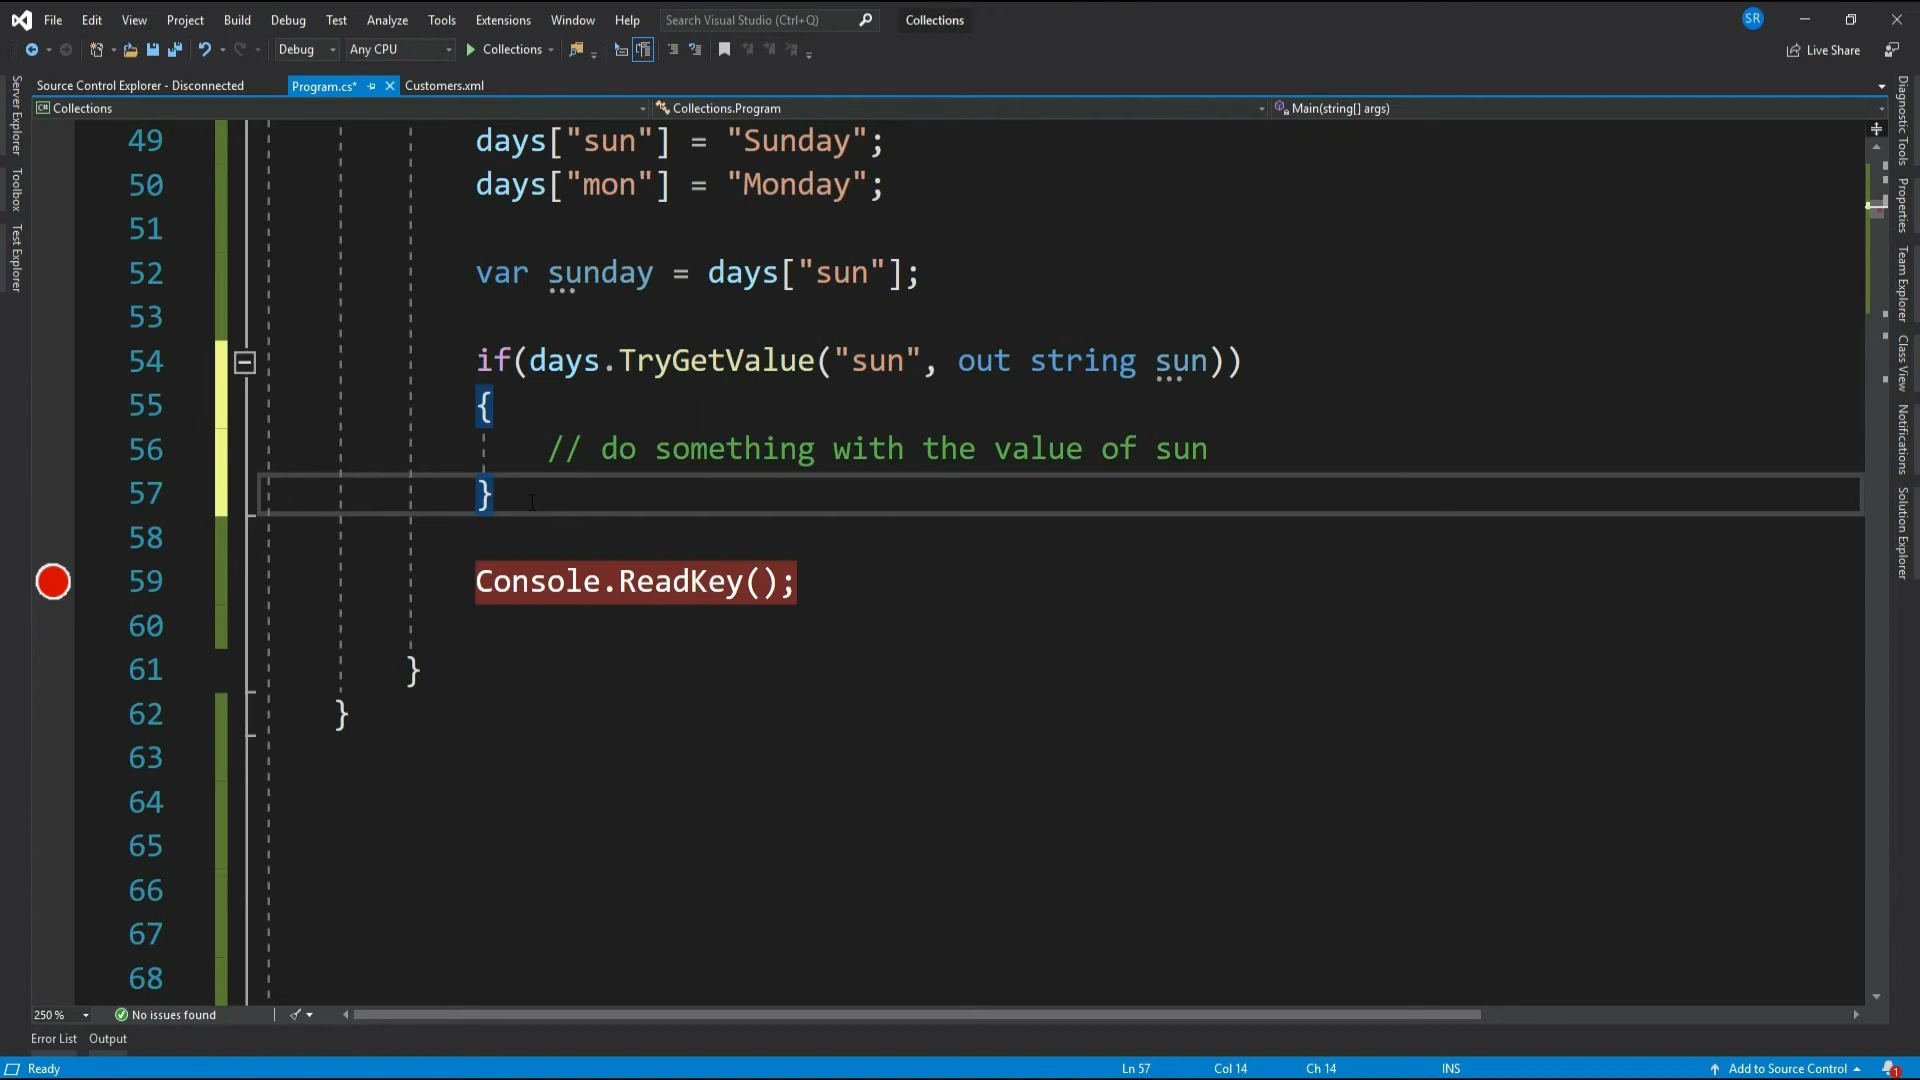 File Edit View Project Build Debug Test Analyze Tools Extensions Window Help Search Visual Studio (Ctrl+Q) Collections SR
Debug Any CPU Collections Live Share
Source Control Explorer - Disconnected Program.cs* Customers.xml
C# Collections Collections.Program Main(string[] args)
Server Explorer
Toolbox
Test Explorer
49 days["sun"] = "Sunday";
50 days["mon"] = "Monday";
51
52 var sunday = days["sun"];
53
54 if(days.TryGetValue("sun", out string sun))
55 {
56 // do something with the value of sun
57 }
58
59 Console.ReadKey();
60
61 }
62 }
63
64
65
66
67
68
Diagnostic Tools
Properties
Team Explorer
Class View
Notifications
Solution Explorer
250 % No issues found
Error List Output
Ready Ln 57 Col 14 Ch 14 INS Add to Source Control 1